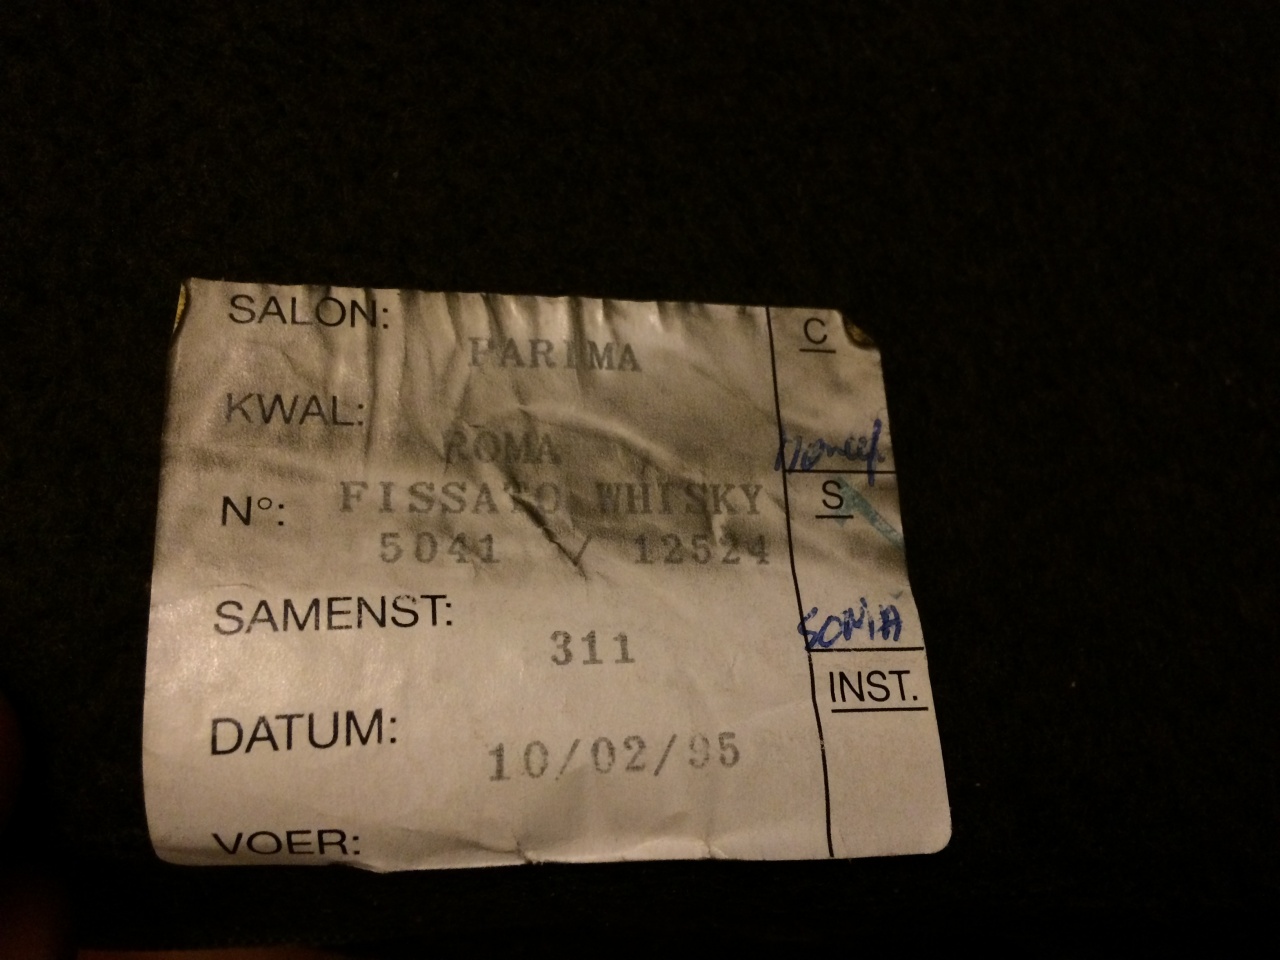 SALON:
PARIMA
C
KWAL:
ROMA
N°: FISSATO WHISKY
S
5041 / 12524
SAMENST:
311
SONIA
INST.
DATUM:
10/02/95
VOER: